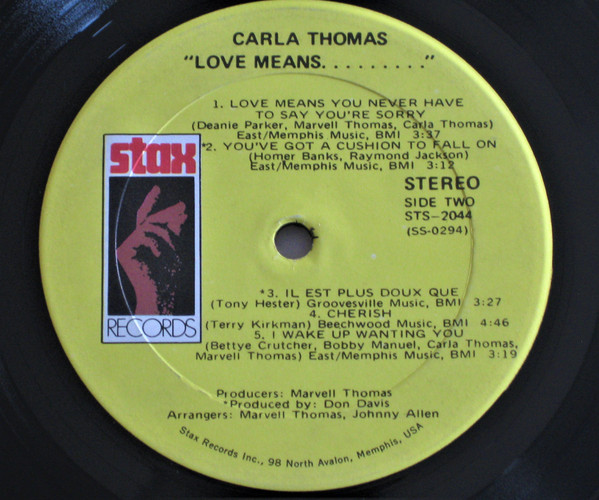 CARLA THOMAS
"LOVE MEANS........."
1. LOVE MEANS YOU NEVER HAVE
TO SAY YOU'RE SORRY
(Deanie Parker, Marvell Thomas, Carla Thomas)
East/Memphis Music, BMI 3:37
*2. YOU'VE GOT A CUSHION TO FALL ON
(Homer Banks, Raymond Jackson)
East/Memphis Music, BMI 3:12
stax
RECORDS
STEREO
SIDE TWO
STS-2044
(SS-0294)
*3. IL EST PLUS DOUX QUE
(Tony Hester) Groovesville Music, BMI 3:27
4. CHERISH
(Terry Kirkman) Beechwood Music, BMI 4:46
5. I WAKE UP WANTING YOU
(Bettye Crutcher, Bobby Manuel, Carla Thomas,
Marvell Thomas) East/Memphis Music, BMI 3:19
Producers: Marvell Thomas
*Produced by: Don Davis
Arrangers: Marvell Thomas, Johnny Allen
Stax Records Inc., 98 North Avalon, Memphis, USA